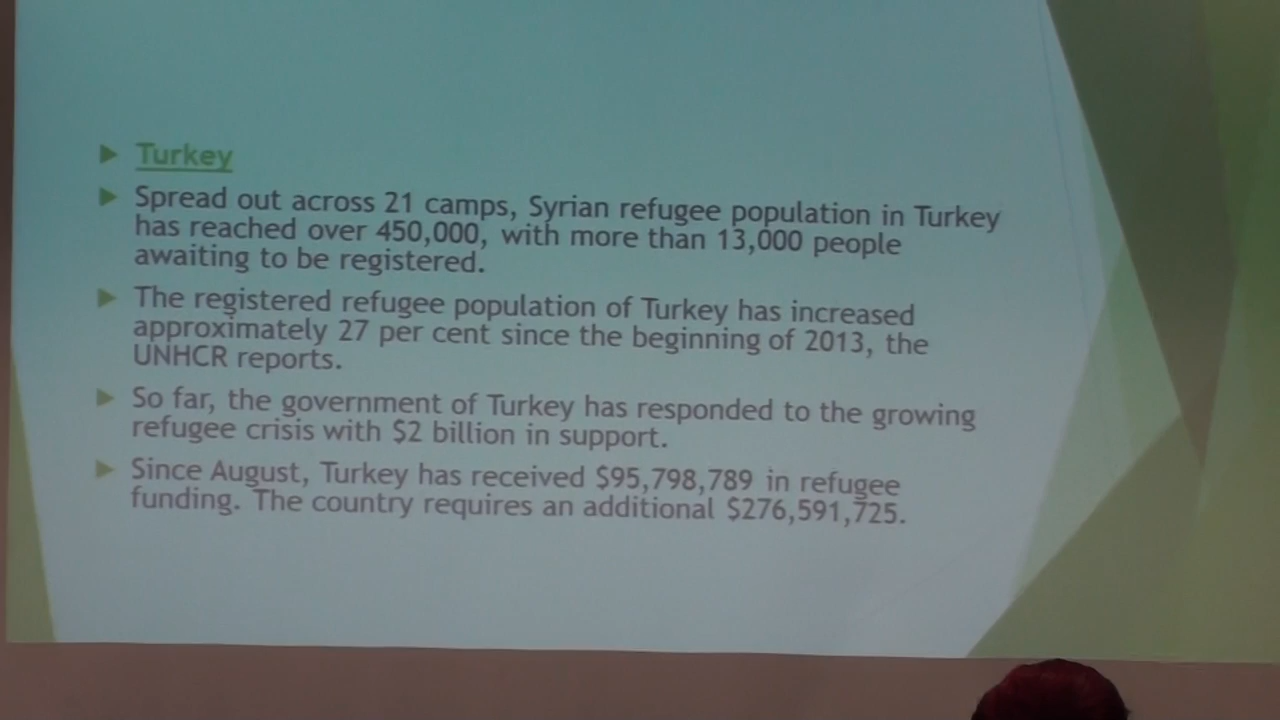 Turkey
Spread out across 21 camps, Syrian refugee population in Turkey
has reached over 450,000, with more than 13,000 people
awaiting to be registered.
The registered refugee population of Turkey has increased
approximately 27 per cent since the beginning of 2013, the
UNHCR reports.
So far, the government of Turkey has responded to the growing
refugee crisis with $2 billion in support.
Since August, Turkey has received $95,798,789 in refugee
funding. The country requires an additional $276,591,725.